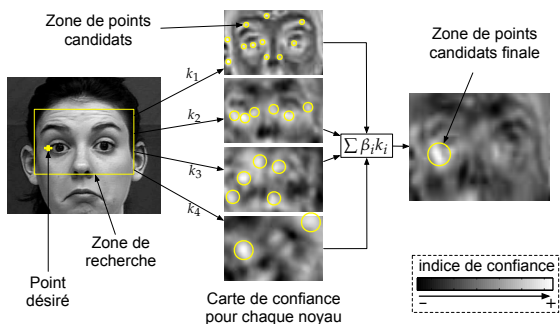 Zone de points
candidats
Zone de points
candidats finale
k₁
k₂
k₃
k₄
∑ βᵢkᵢ
Zone de
recherche
Point
désiré
Carte de confiance
pour chaque noyau
indice de confiance
− +